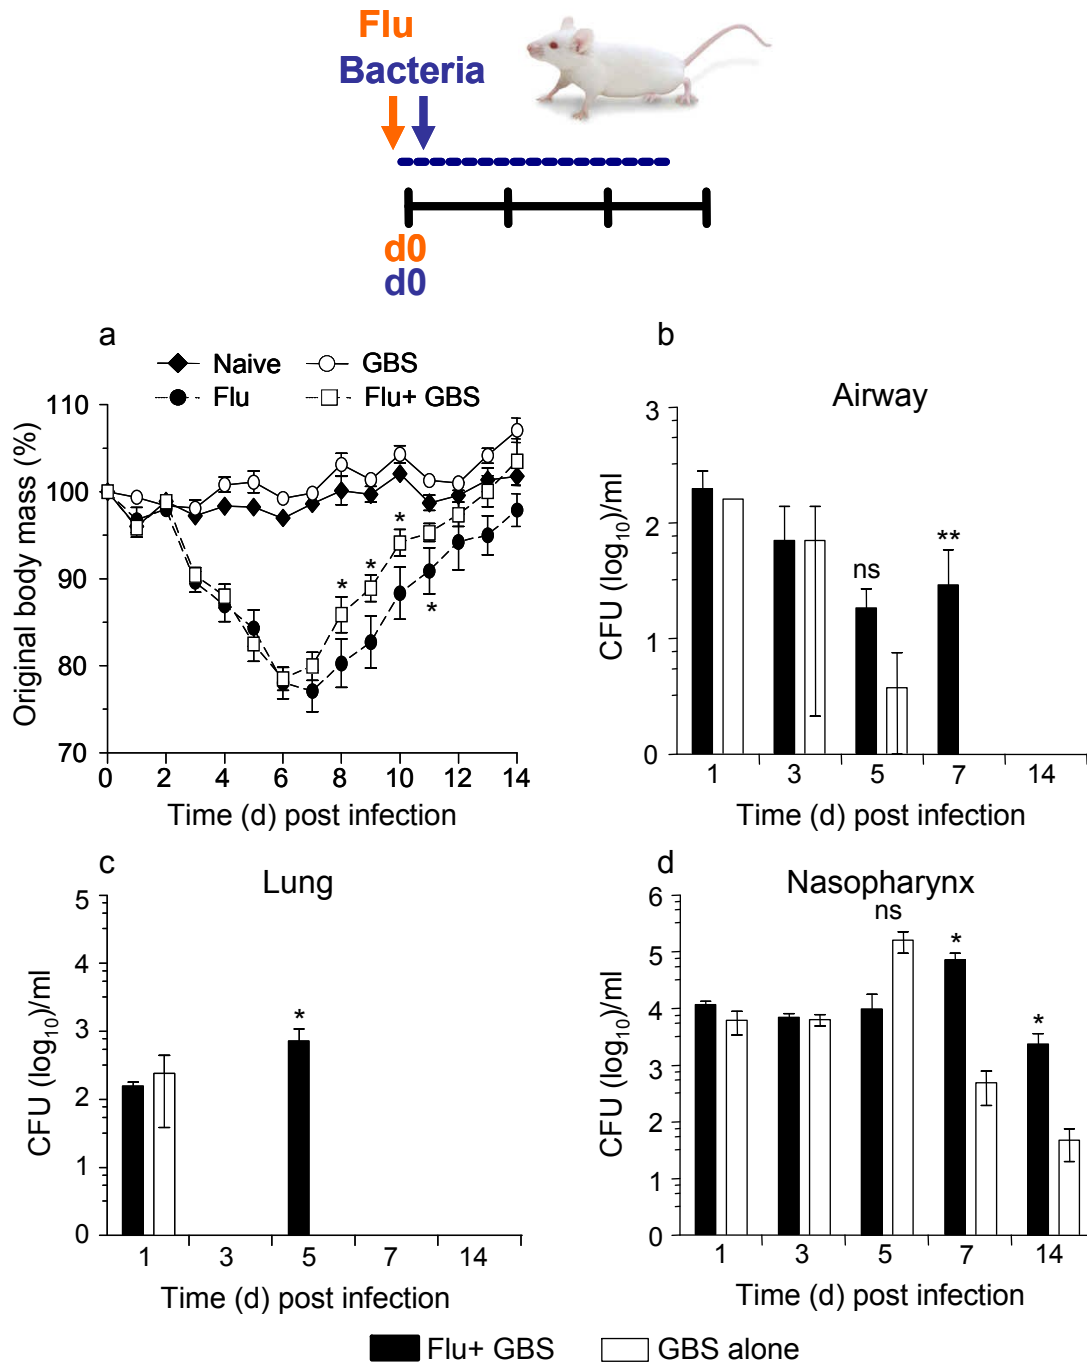 Flu
Bacteria
d0
d0
a
Naive
GBS
Flu
Flu+ GBS
110
100
90
80
70
Original body mass (%)
*
*
*
*
0 2 4 6 8 10 12 14
Time (d) post infection
b
Airway
3
2
1
0
CFU (log10)/ml
ns
**
1 3 5 7 14
Time (d) post infection
c
Lung
5
4
3
2
1
0
CFU (log10)/ml
*
1 3 5 7 14
Time (d) post infection
d
Nasopharynx
6
5
4
3
2
1
0
CFU (log10)/ml
ns
*
*
1 3 5 7 14
Time (d) post infection
Flu+ GBS
GBS alone